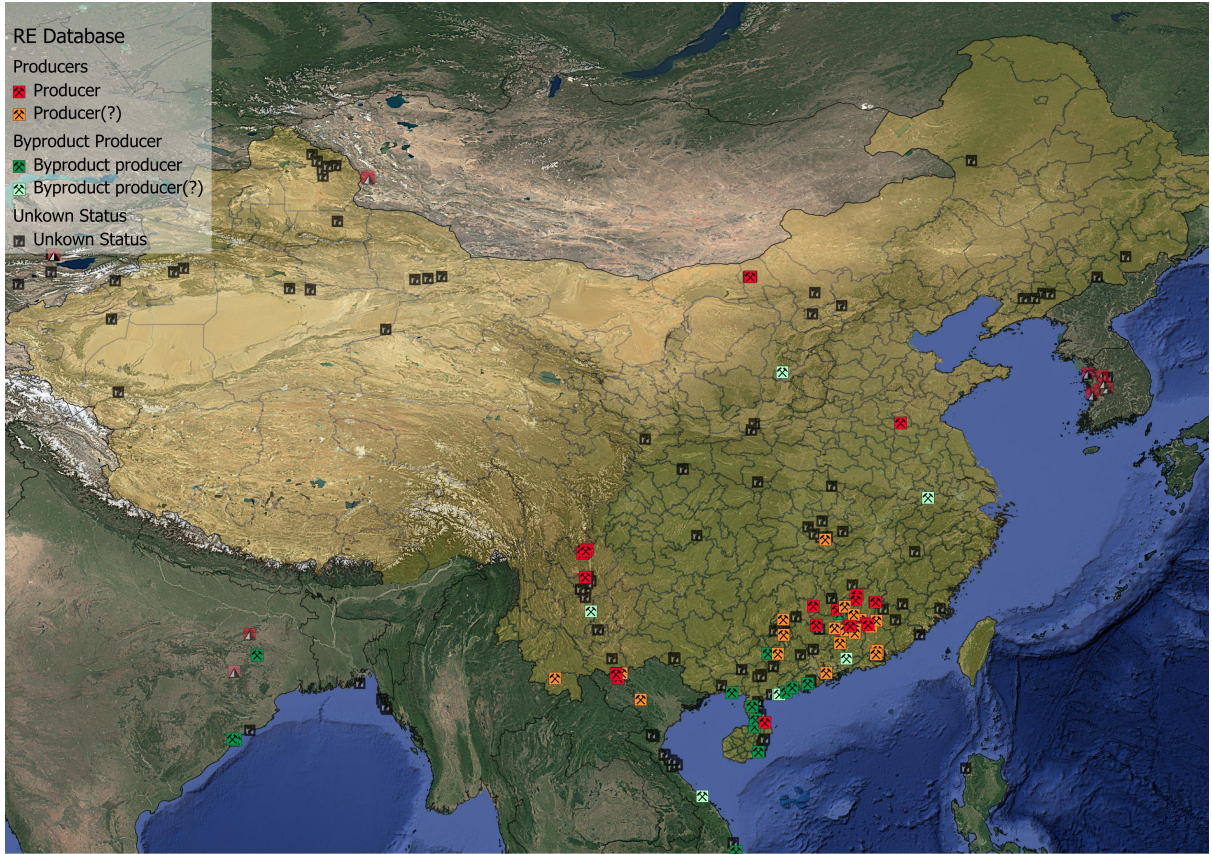 RE Database
Producers
Producer
Producer(?)
Byproduct Producer
Byproduct producer
Byproduct producer(?)
Unkown Status
Unkown Status